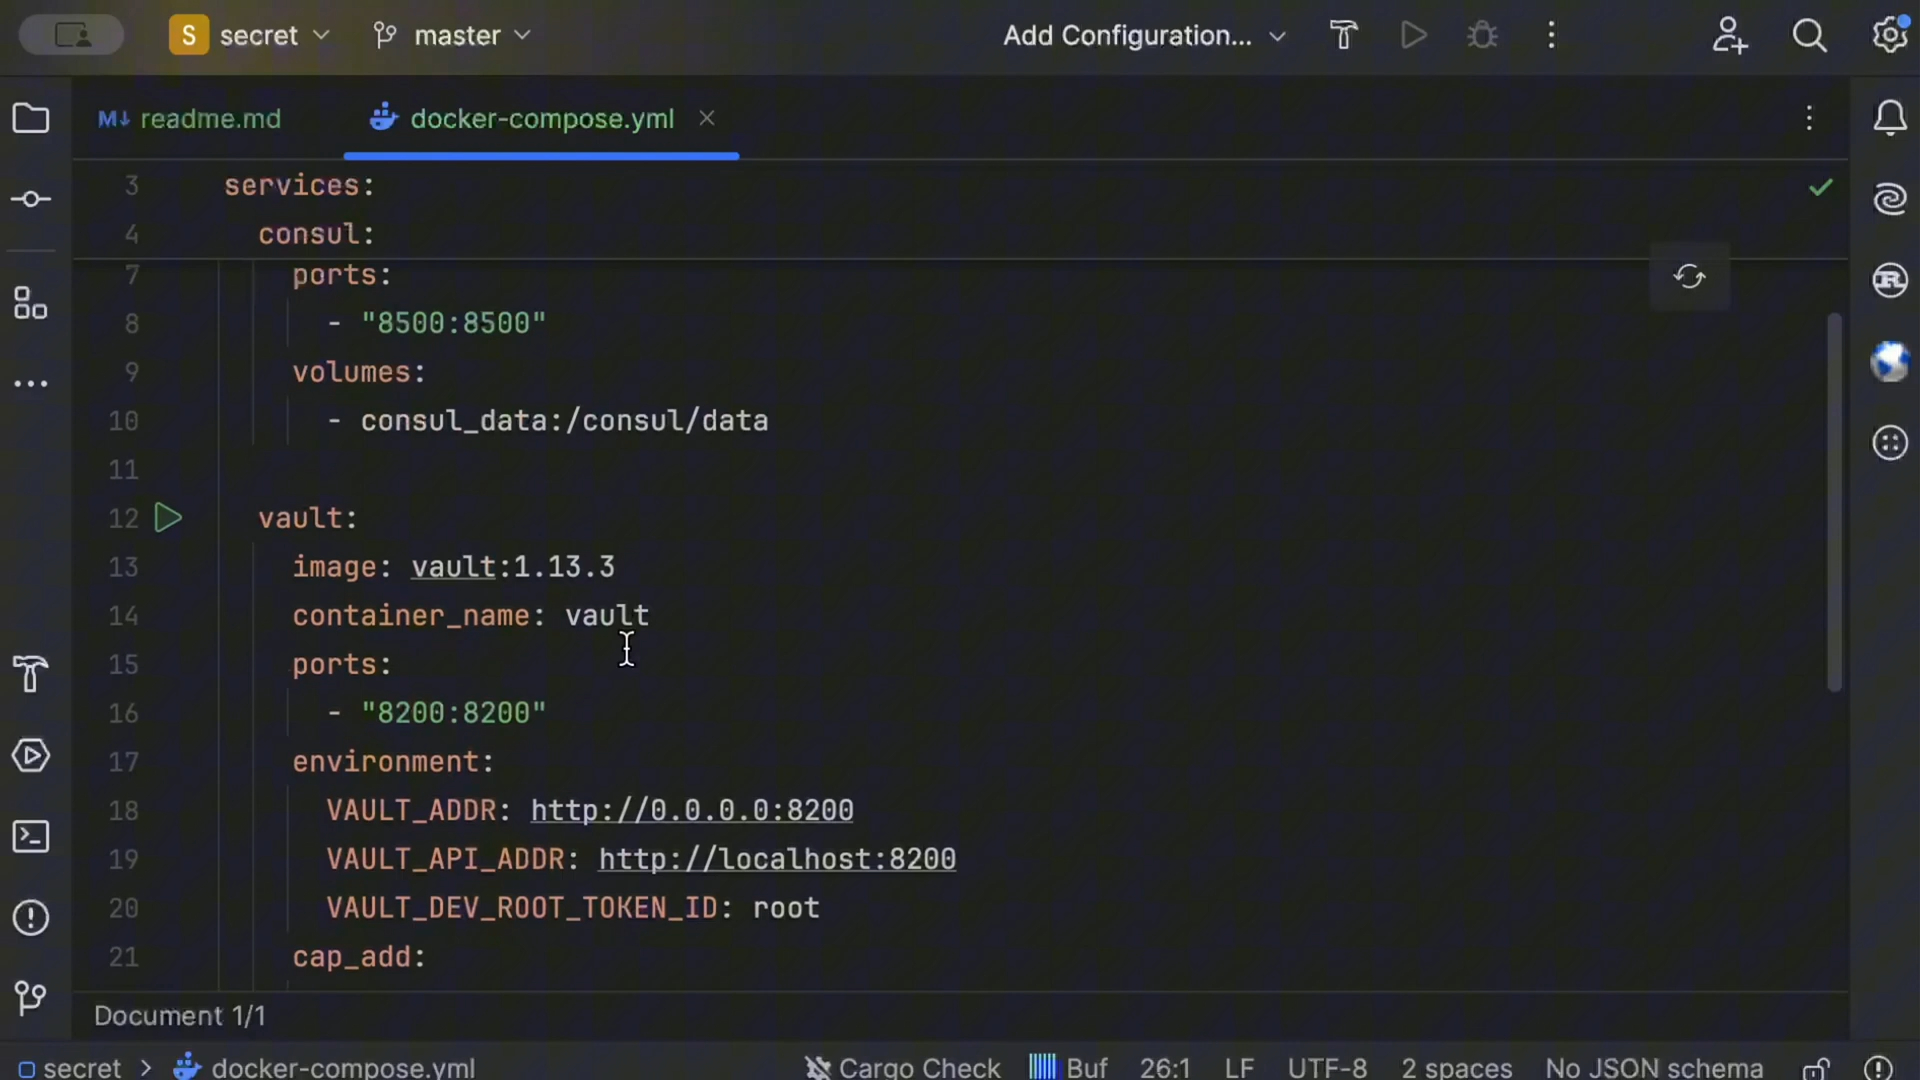 S secret master Add Configuration...
M↓ readme.md docker-compose.yml
3 services:
4 consul:
7 ports:
8 - "8500:8500"
9 volumes:
10 - consul_data:/consul/data
11
12 vault:
13 image: vault:1.13.3
14 container_name: vault
15 ports:
16 - "8200:8200"
17 environment:
18 VAULT_ADDR: http://0.0.0.0:8200
19 VAULT_API_ADDR: http://localhost:8200
20 VAULT_DEV_ROOT_TOKEN_ID: root
21 cap_add:
Document 1/1
secret > docker-compose.yml Cargo Check Buf 26:1 LF UTF-8 2 spaces No JSON schema